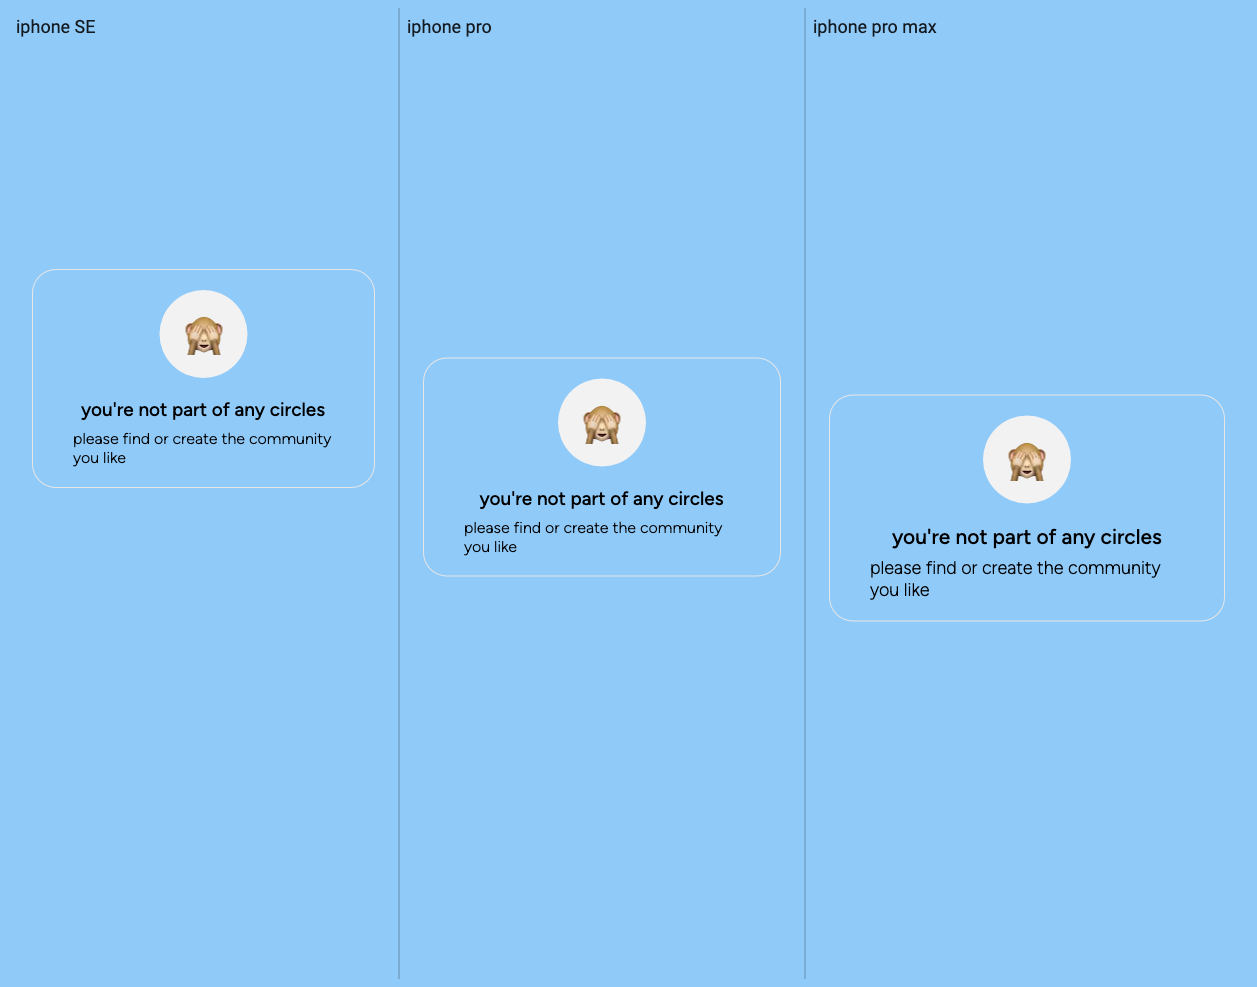 iphone SE
you're not part of any circles
please find or create the community
you like
iphone pro
you're not part of any circles
please find or create the community
you like
iphone pro max
you're not part of any circles
please find or create the community
you like